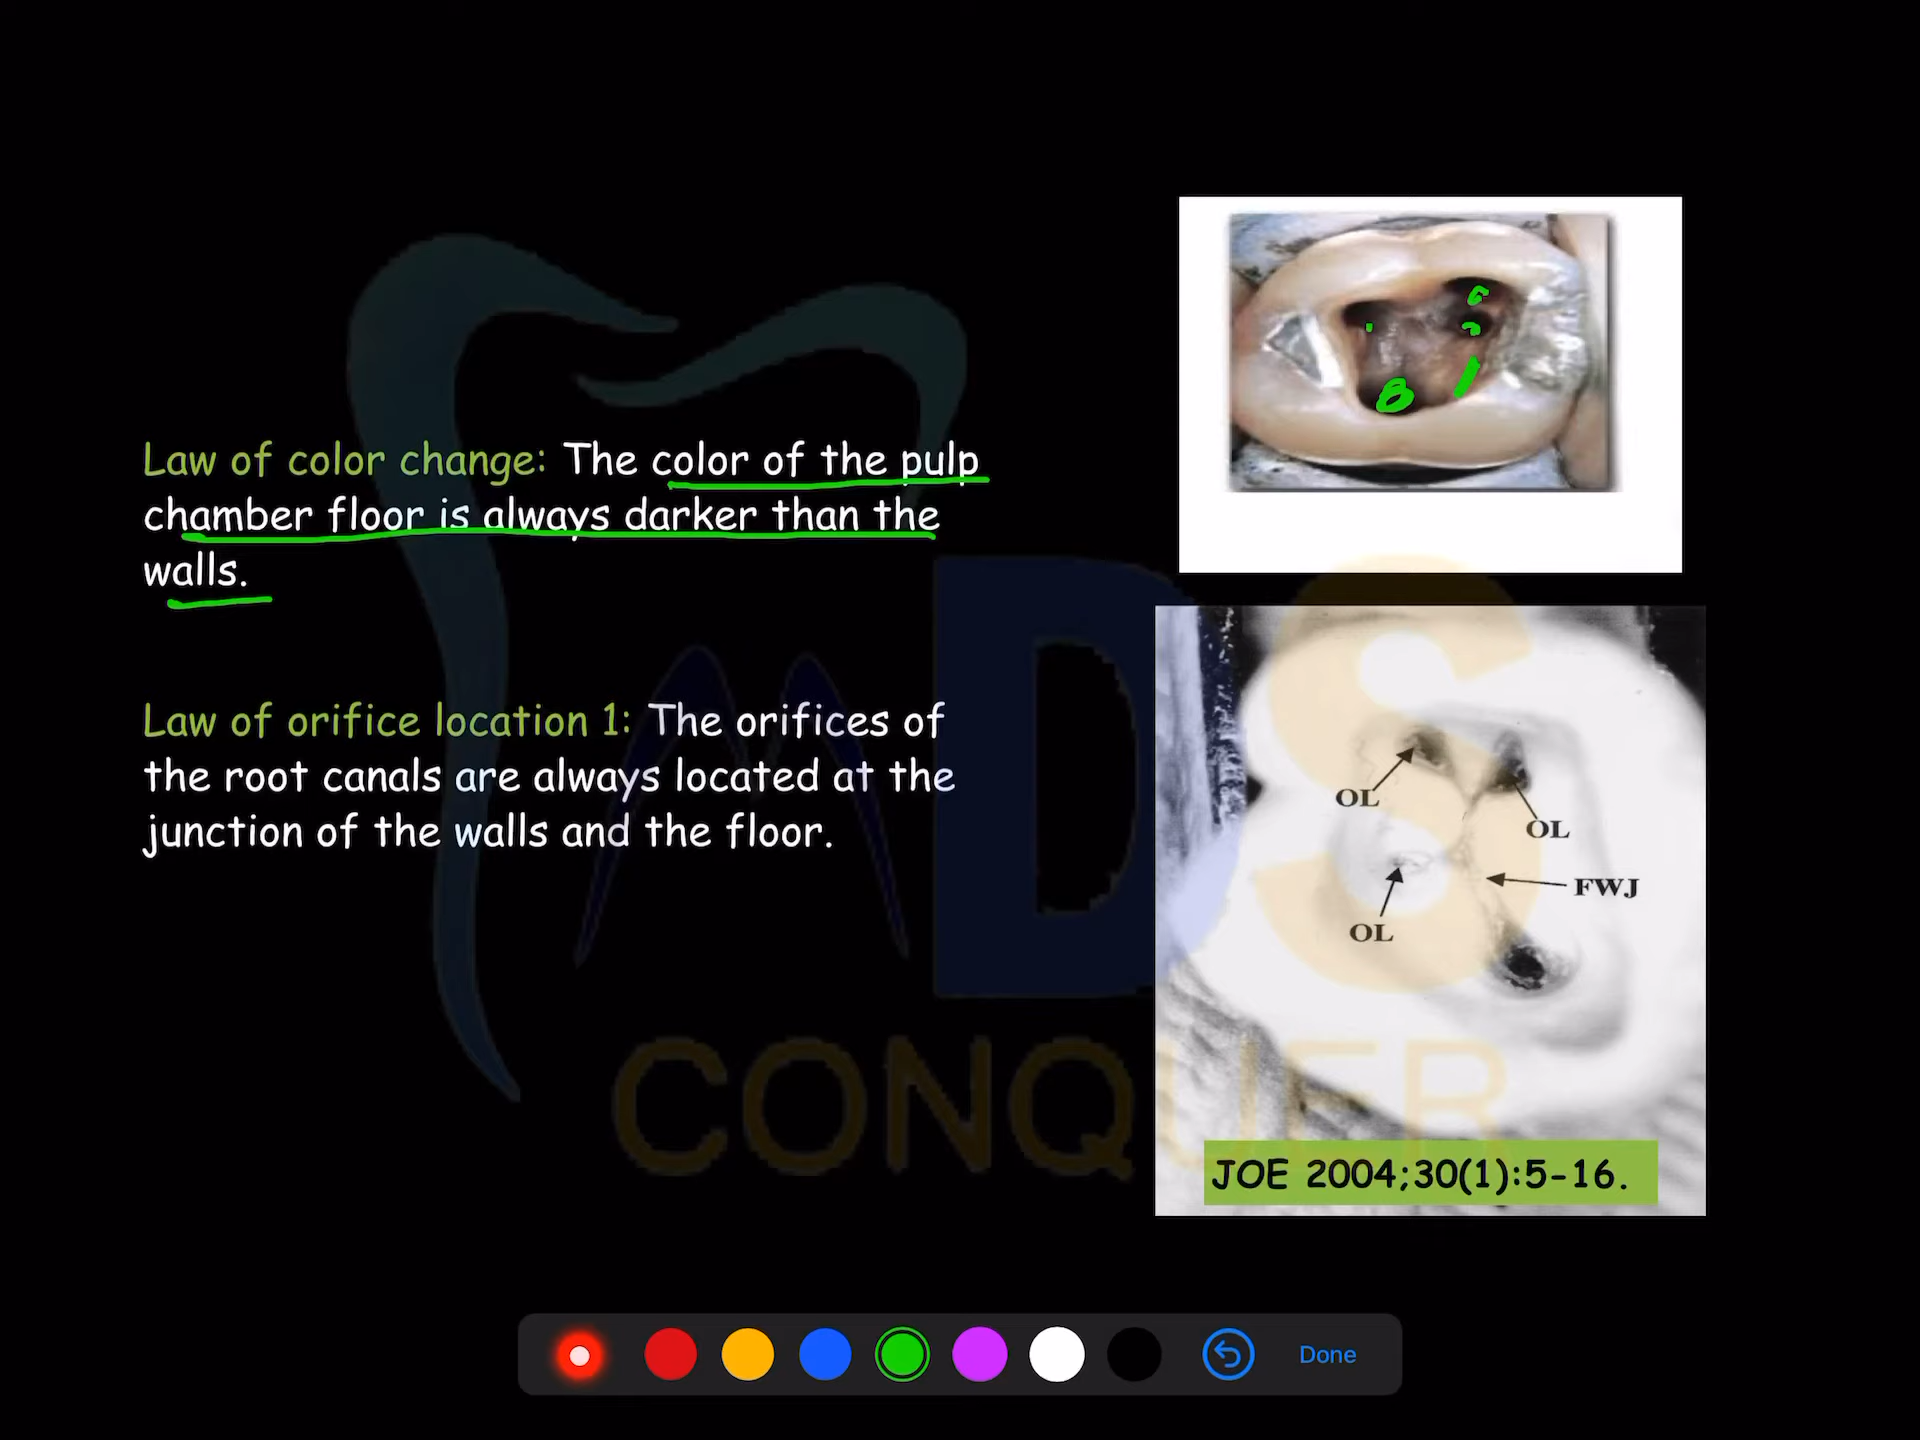 Law of color change: The color of the pulp
chamber floor is always darker than the
walls.
Law of orifice location 1: The orifices of
the root canals are always located at the
junction of the walls and the floor.
OL
OL
FWJ
OL
JOE 2004;30(1):5-16.
MDS
CONQUER
Done